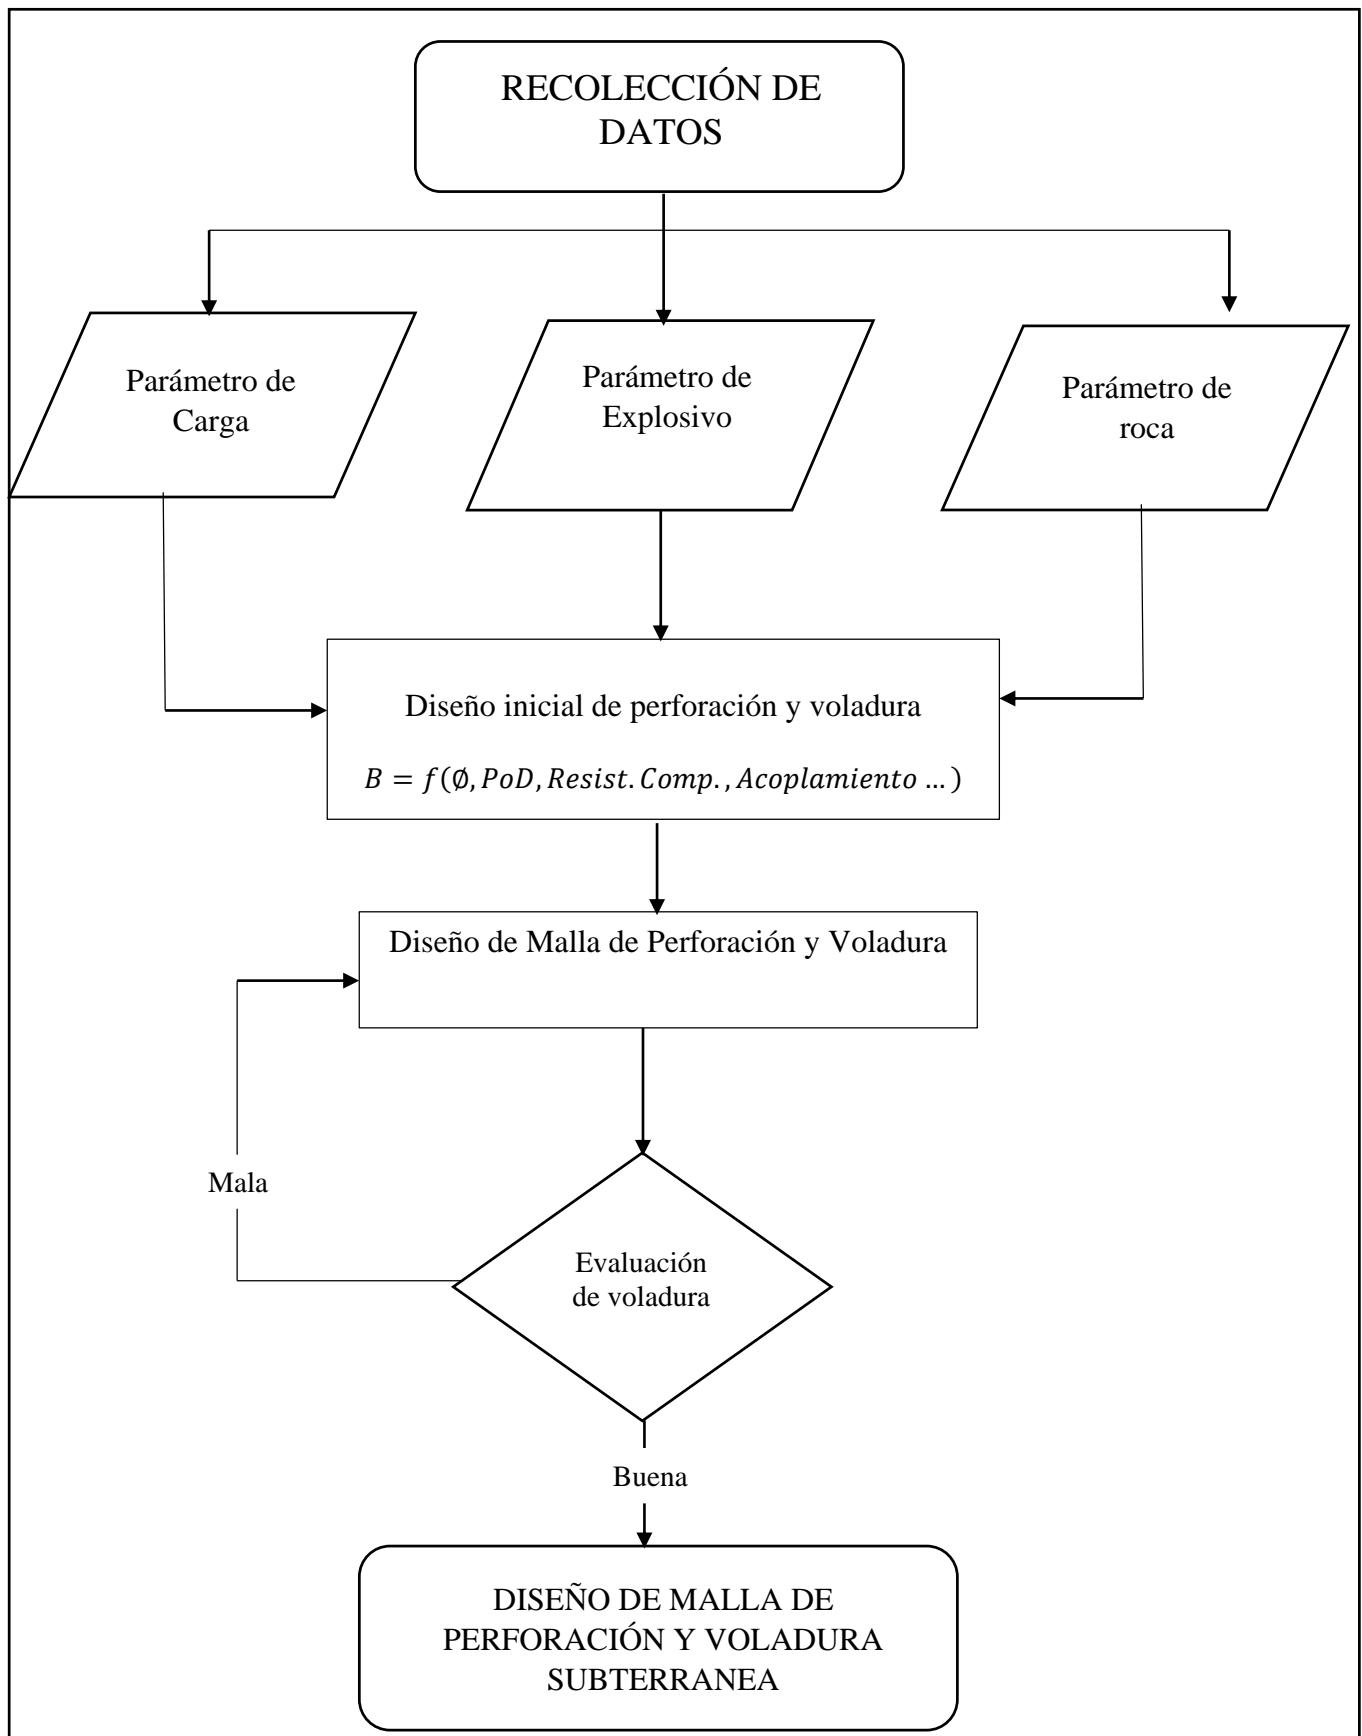 RECOLECCIÓN DE
DATOS
Parámetro de
Carga
Parámetro de
Explosivo
Parámetro de
roca
Diseño inicial de perforación y voladura
B = f(∅, PoD, Resist. Comp., Acoplamiento … )
Diseño de Malla de Perforación y Voladura
Mala
Evaluación
de voladura
Buena
DISEÑO DE MALLA DE
PERFORACIÓN Y VOLADURA
SUBTERRANEA